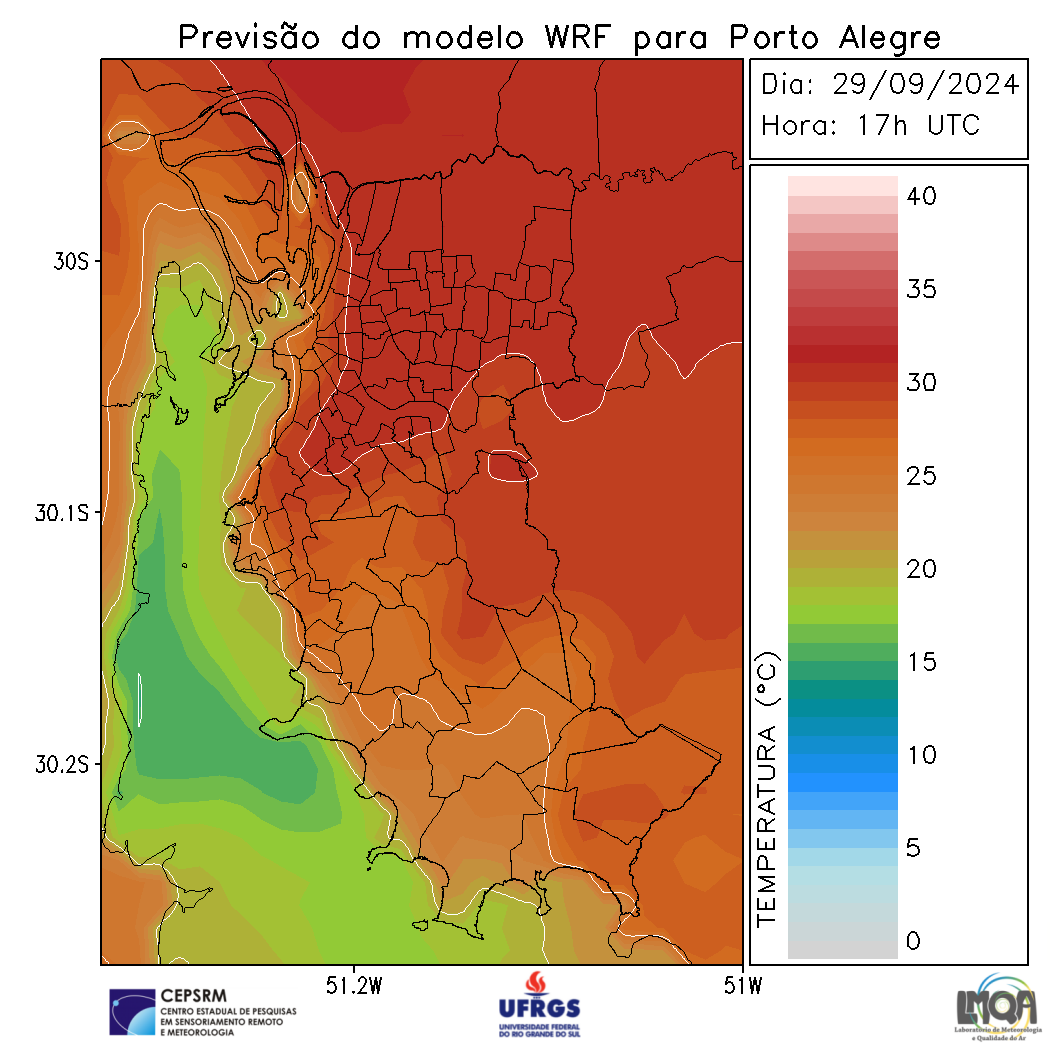 Previsão do modelo WRF para Porto Alegre
Dia: 29/09/2024
Hora: 17h UTC
40
35
30
25
20
15
10
5
0
TEMPERATURA (°C)
30S
30.1S
30.2S
51.2W
51W
CEPSRM
CENTRO ESTADUAL DE PESQUISAS
EM SENSORIAMENTO REMOTO
E METEOROLOGIA
UFRGS
UNIVERSIDADE FEDERAL
DO RIO GRANDE DO SUL
LMQA
Laboratório de Meteorologia
e Qualidade do Ar